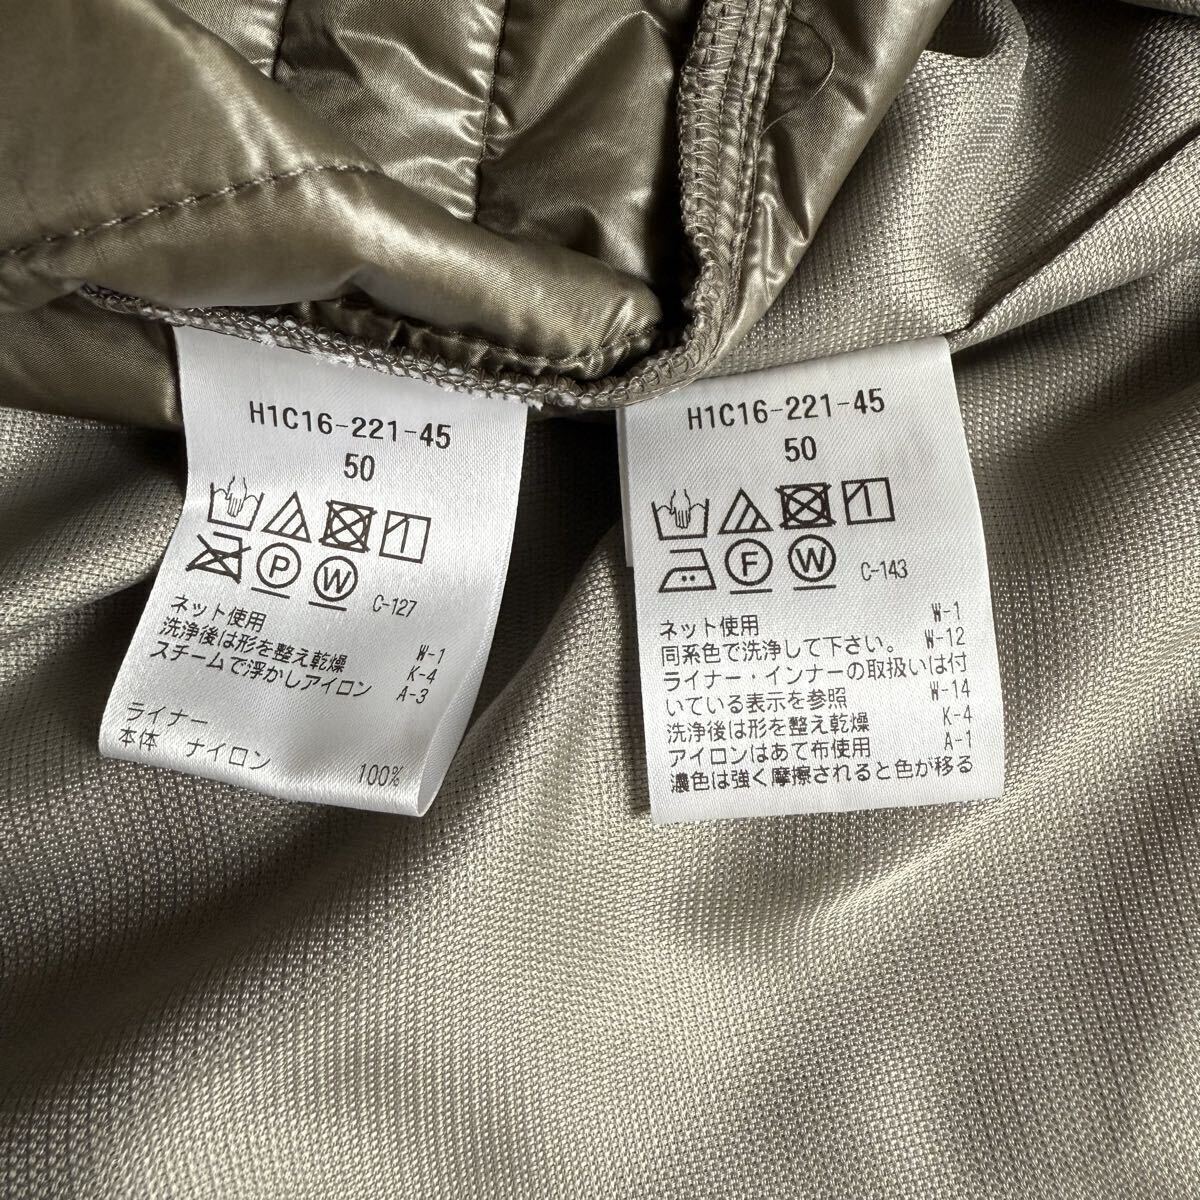 H1C16-221-45
50
P W C-127
ネット使用 W-1
洗浄後は形を整え乾燥 K-4
スチームで浮かしアイロン A-3
ライナー
本体 ナイロン 100%
H1C16-221-45
50
F W C-143
ネット使用 W-1
同系色で洗浄して下さい。 W-12
ライナー・インナーの取扱いは付
いている表示を参照 W-14
洗浄後は形を整え乾燥 K-4
アイロンはあて布使用 A-1
濃色は強く摩擦されると色が移る